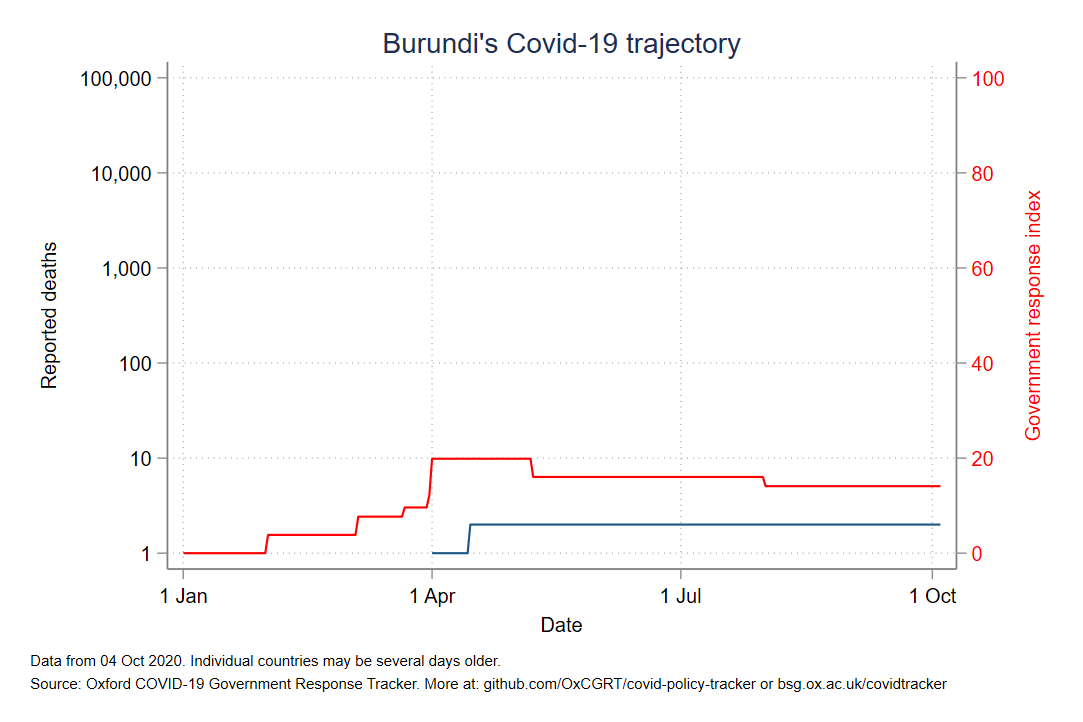 Burundi's Covid-19 trajectory
100,000
10,000
1,000
100
10
1
Reported deaths
100
80
60
40
20
0
Government response index
1 Jan
1 Apr
1 Jul
1 Oct
Date
Data from 04 Oct 2020. Individual countries may be several days older.
Source: Oxford COVID-19 Government Response Tracker. More at: github.com/OxCGRT/covid-policy-tracker or bsg.ox.ac.uk/covidtracker